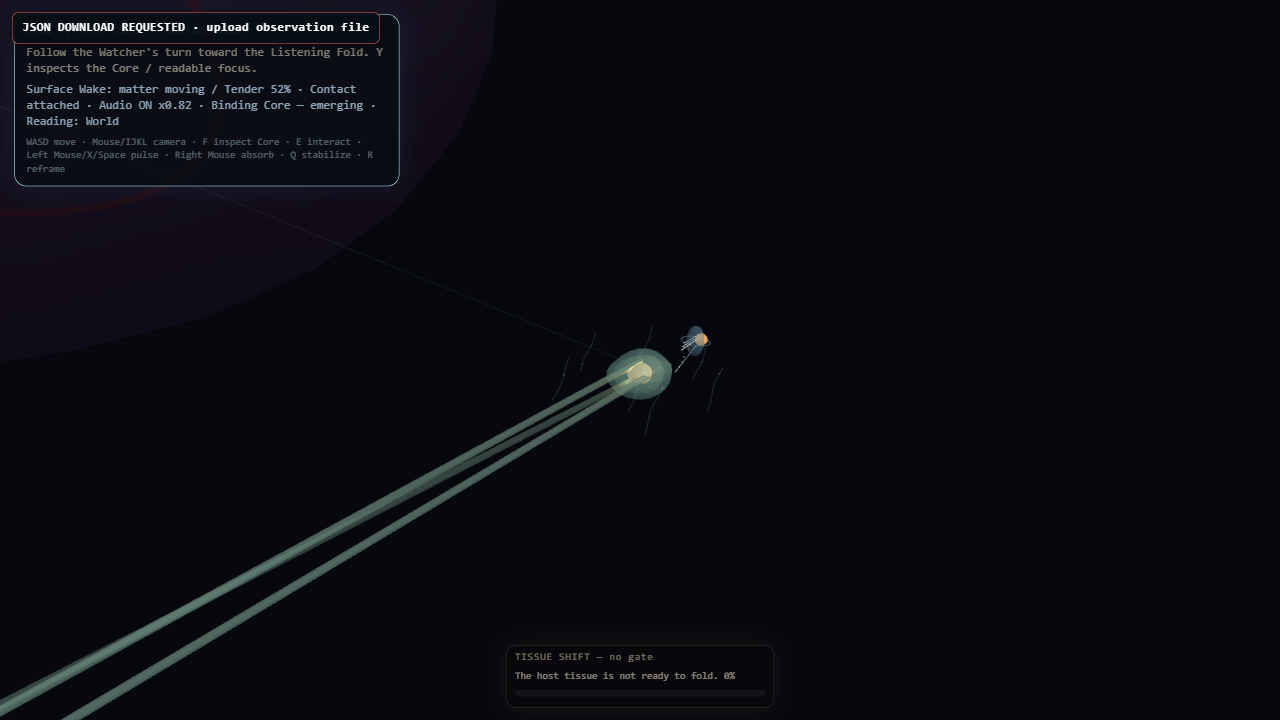 JSON DOWNLOAD REQUESTED · upload observation file
Follow the Watcher's turn toward the Listening Fold. Y
inspects the Core / readable focus.
Surface Wake: matter moving / Tender 52% · Contact
attached · Audio ON x0.82 · Binding Core — emerging ·
Reading: World
WASD move · Mouse/IJKL camera · F inspect Core · E interact ·
Left Mouse/X/Space pulse · Right Mouse absorb · Q stabilize · R
reframe
TISSUE SHIFT — no gate
The host tissue is not ready to fold. 0%